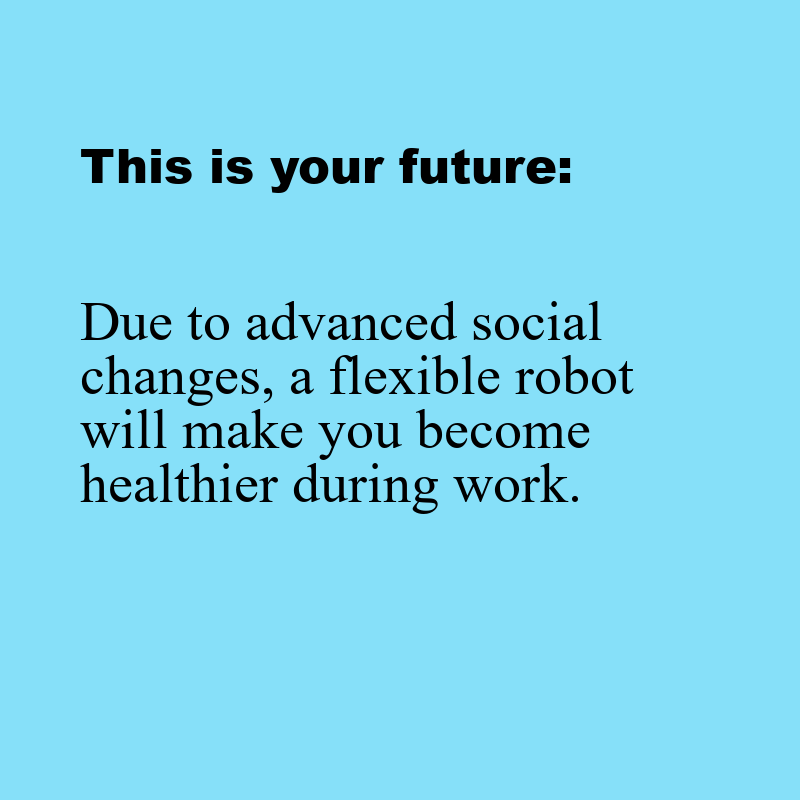 This is your future:
Due to advanced social
changes, a flexible robot
will make you become
healthier during work.